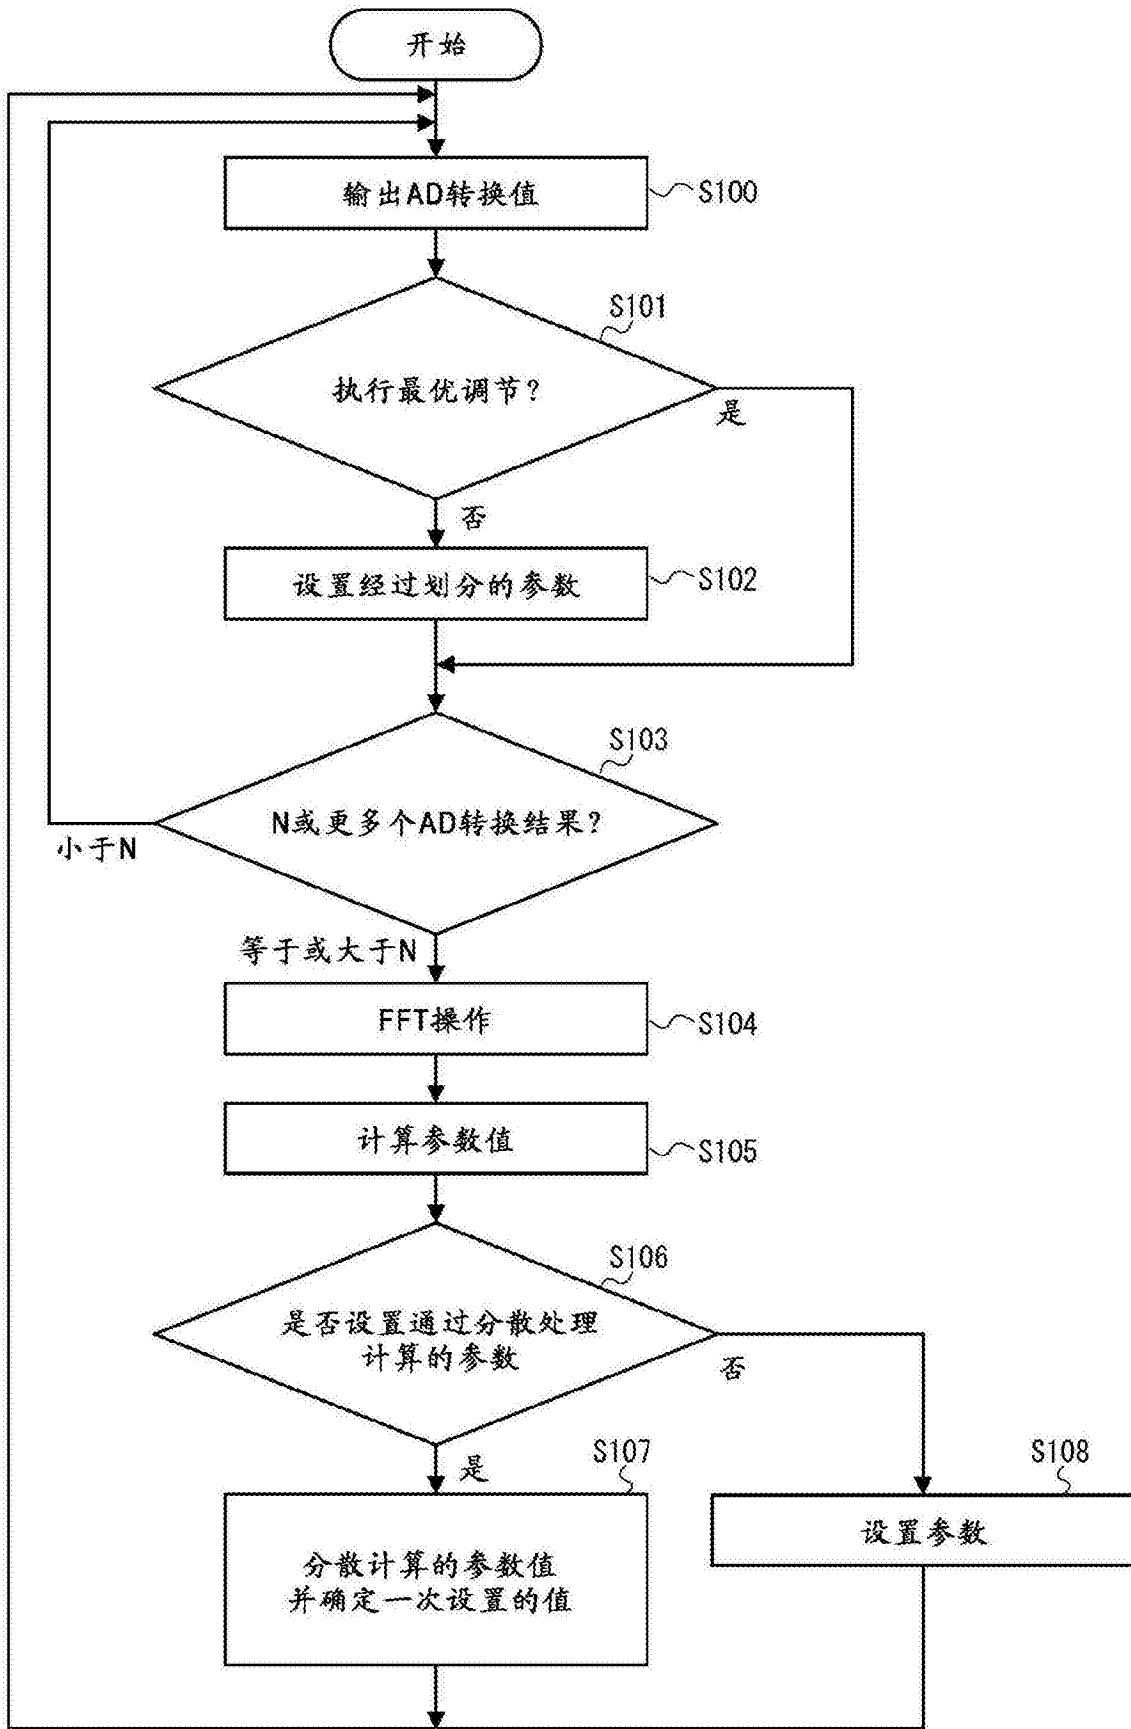 开始
输出AD转换值
S100
S101
执行最优调节？
是
否
设置经过划分的参数
S102
S103
N或更多个AD转换结果？
小于N
等于或大于N
FFT操作
S104
计算参数值
S105
S106
是否设置通过分散处理
计算的参数
否
是
S107
S108
分散计算的参数值
并确定一次设置的值
设置参数